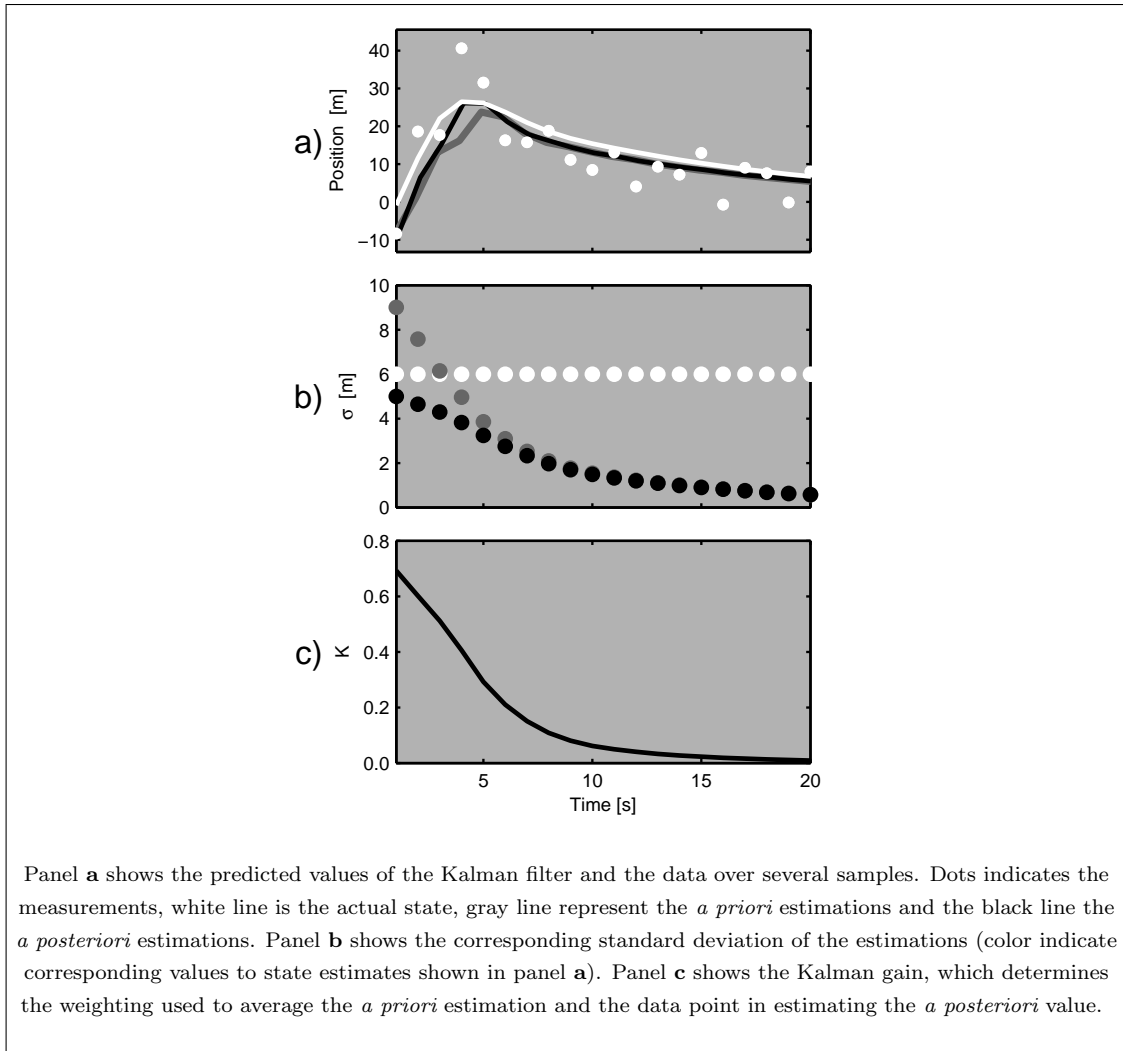 40
30
20
10
0
−10
Position [m]
a)
10
8
6
4
2
0
σ [m]
b)
0.8
0.6
0.4
0.2
0.0
K
c)
5 10 15 20
Time [s]
Panel a shows the predicted values of the Kalman filter and the data over several samples. Dots indicates the
measurements, white line is the actual state, gray line represent the a priori estimations and the black line the
a posteriori estimations. Panel b shows the corresponding standard deviation of the estimations (color indicate
corresponding values to state estimates shown in panel a). Panel c shows the Kalman gain, which determines
the weighting used to average the a priori estimation and the data point in estimating the a posteriori value.